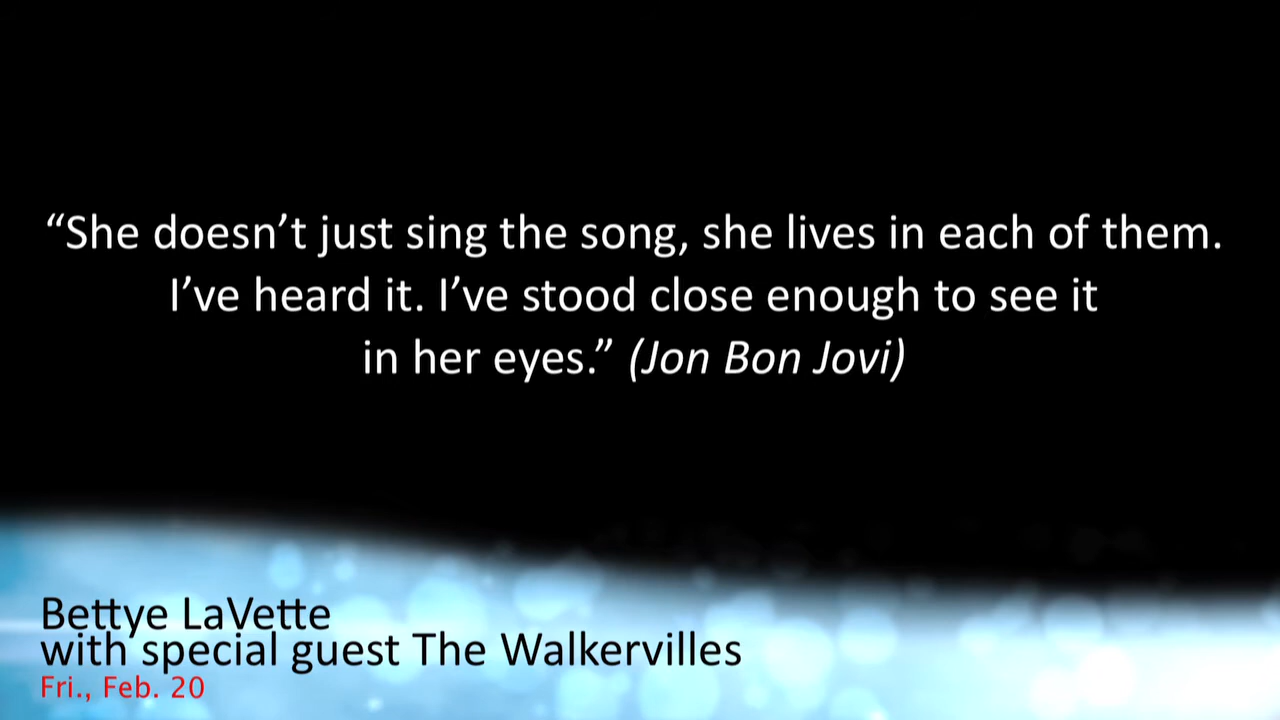 “She doesn’t just sing the song, she lives in each of them.
I’ve heard it. I’ve stood close enough to see it
in her eyes.” (Jon Bon Jovi)
Bettye LaVette
with special guest The Walkervilles
Fri., Feb. 20